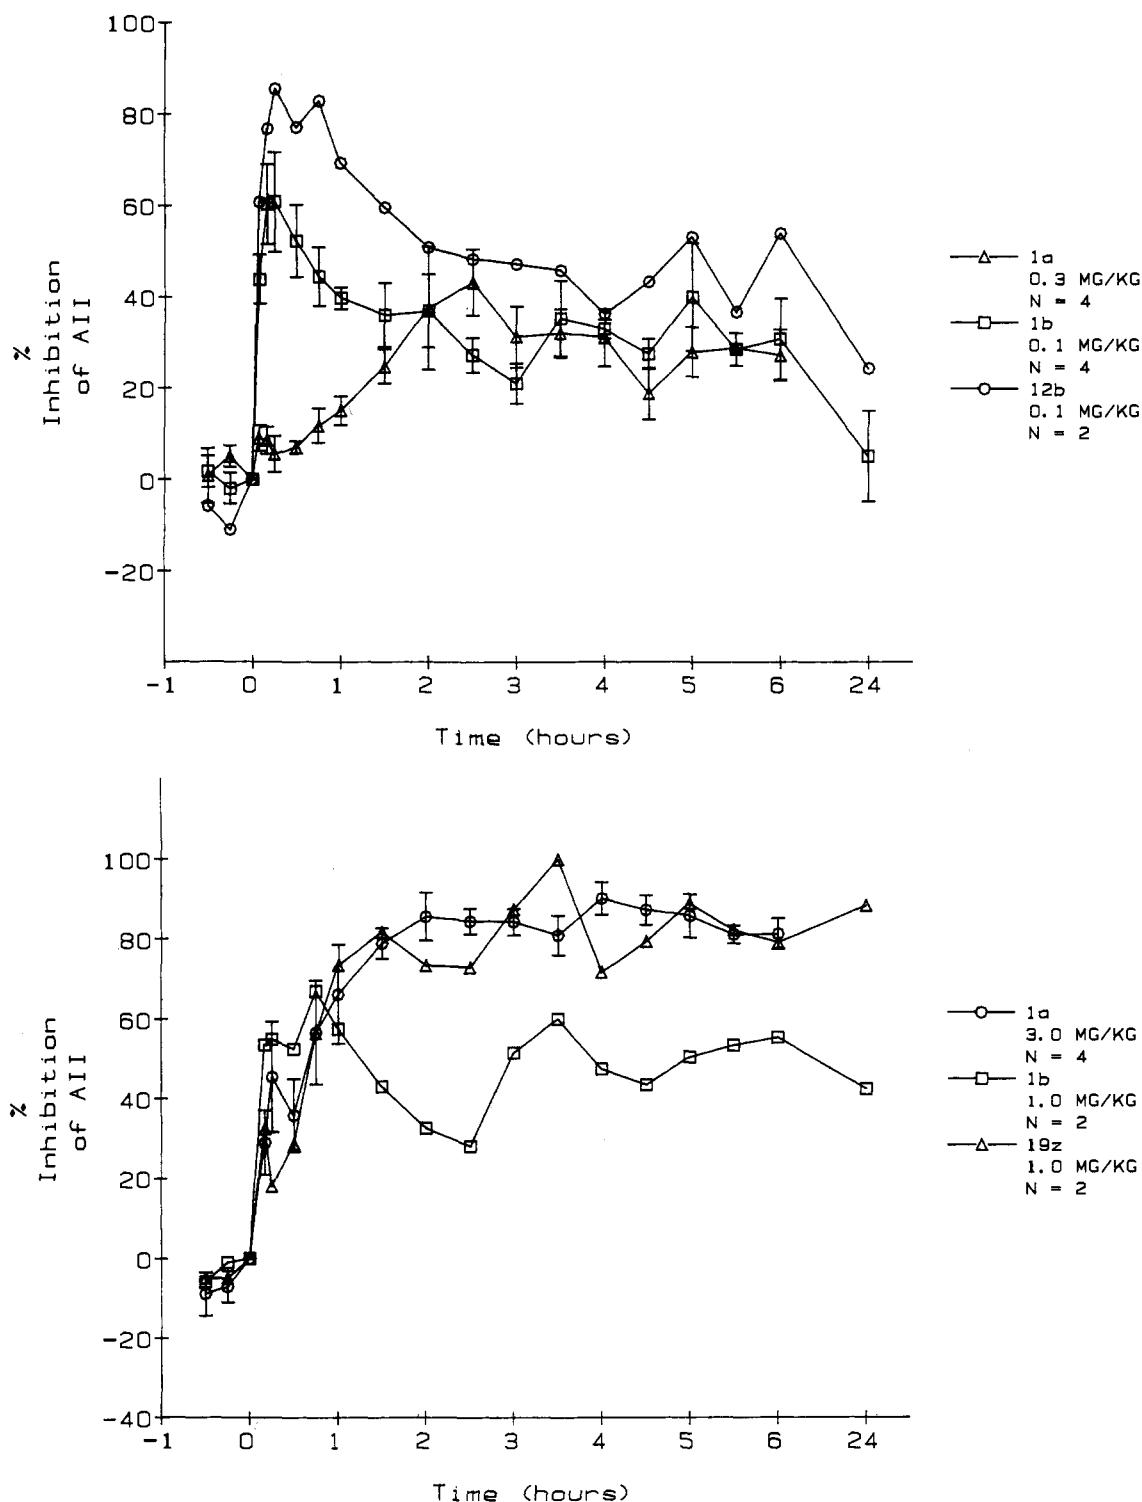 100
80
60
40
20
0
-20
%
Inhibition
of AII
-1 0 1 2 3 4 5 6 24
Time (hours)
1a
0.3 MG/KG
N = 4
1b
0.1 MG/KG
N = 4
12b
0.1 MG/KG
N = 2
100
80
60
40
20
0
-20
-40
%
Inhibition
of AII
-1 0 1 2 3 4 5 6 24
Time (hours)
1a
3.0 MG/KG
N = 4
1b
1.0 MG/KG
N = 2
19z
1.0 MG/KG
N = 2